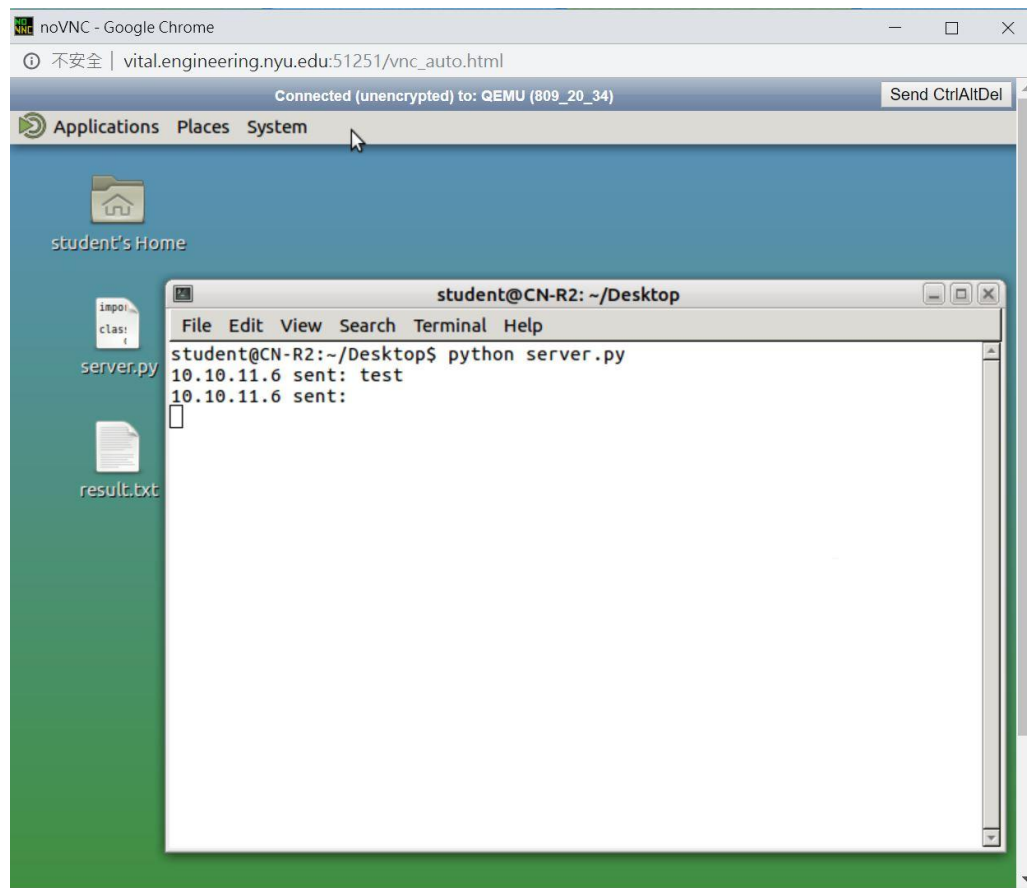 noVNC - Google Chrome
不安全 | vital.engineering.nyu.edu:51251/vnc_auto.html
Connected (unencrypted) to: QEMU (809_20_34)
Send CtrlAltDel
Applications Places System
student's Home
student@CN-R2: ~/Desktop
File Edit View Search Terminal Help
student@CN-R2:~/Desktop$ python server.py
10.10.11.6 sent: test
10.10.11.6 sent:
server.py
result.txt